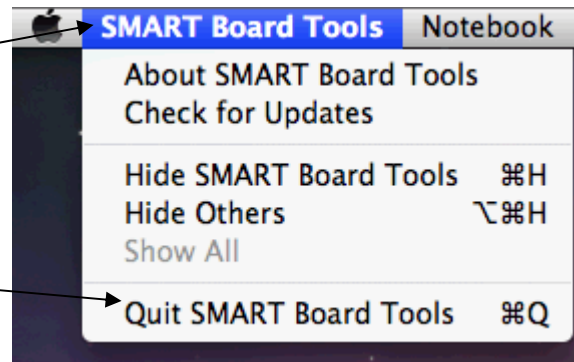 SMART Board Tools Notebook
About SMART Board Tools
Check for Updates
Hide SMART Board Tools ⌘H
Hide Others ⌥⌘H
Show All
Quit SMART Board Tools ⌘Q